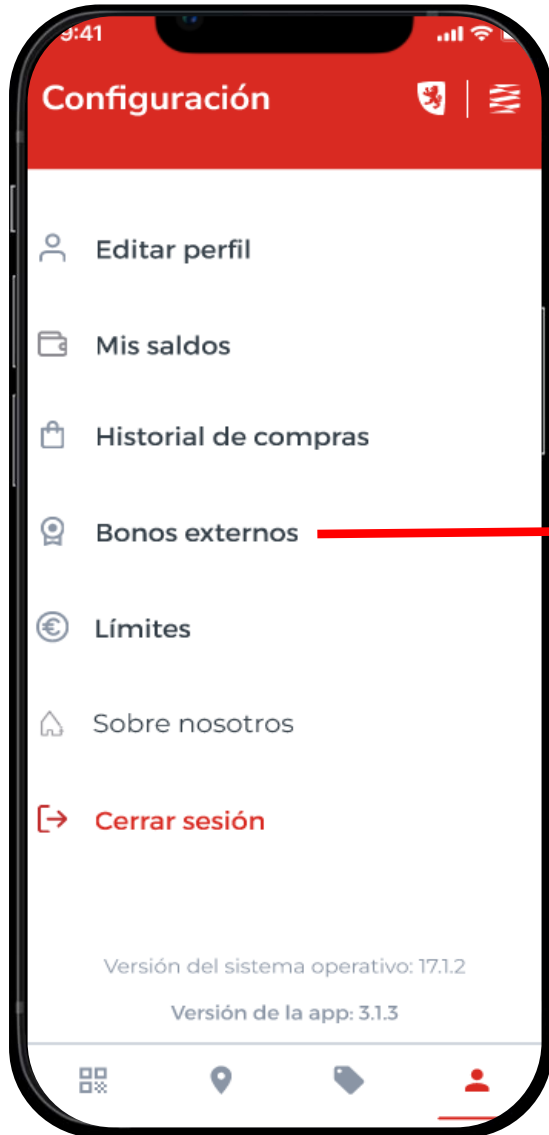 9:41
Configuración
Editar perfil
Mis saldos
Historial de compras
Bonos externos
Límites
Sobre nosotros
Cerrar sesión
Versión del sistema operativo: 17.1.2
Versión de la app: 3.1.3